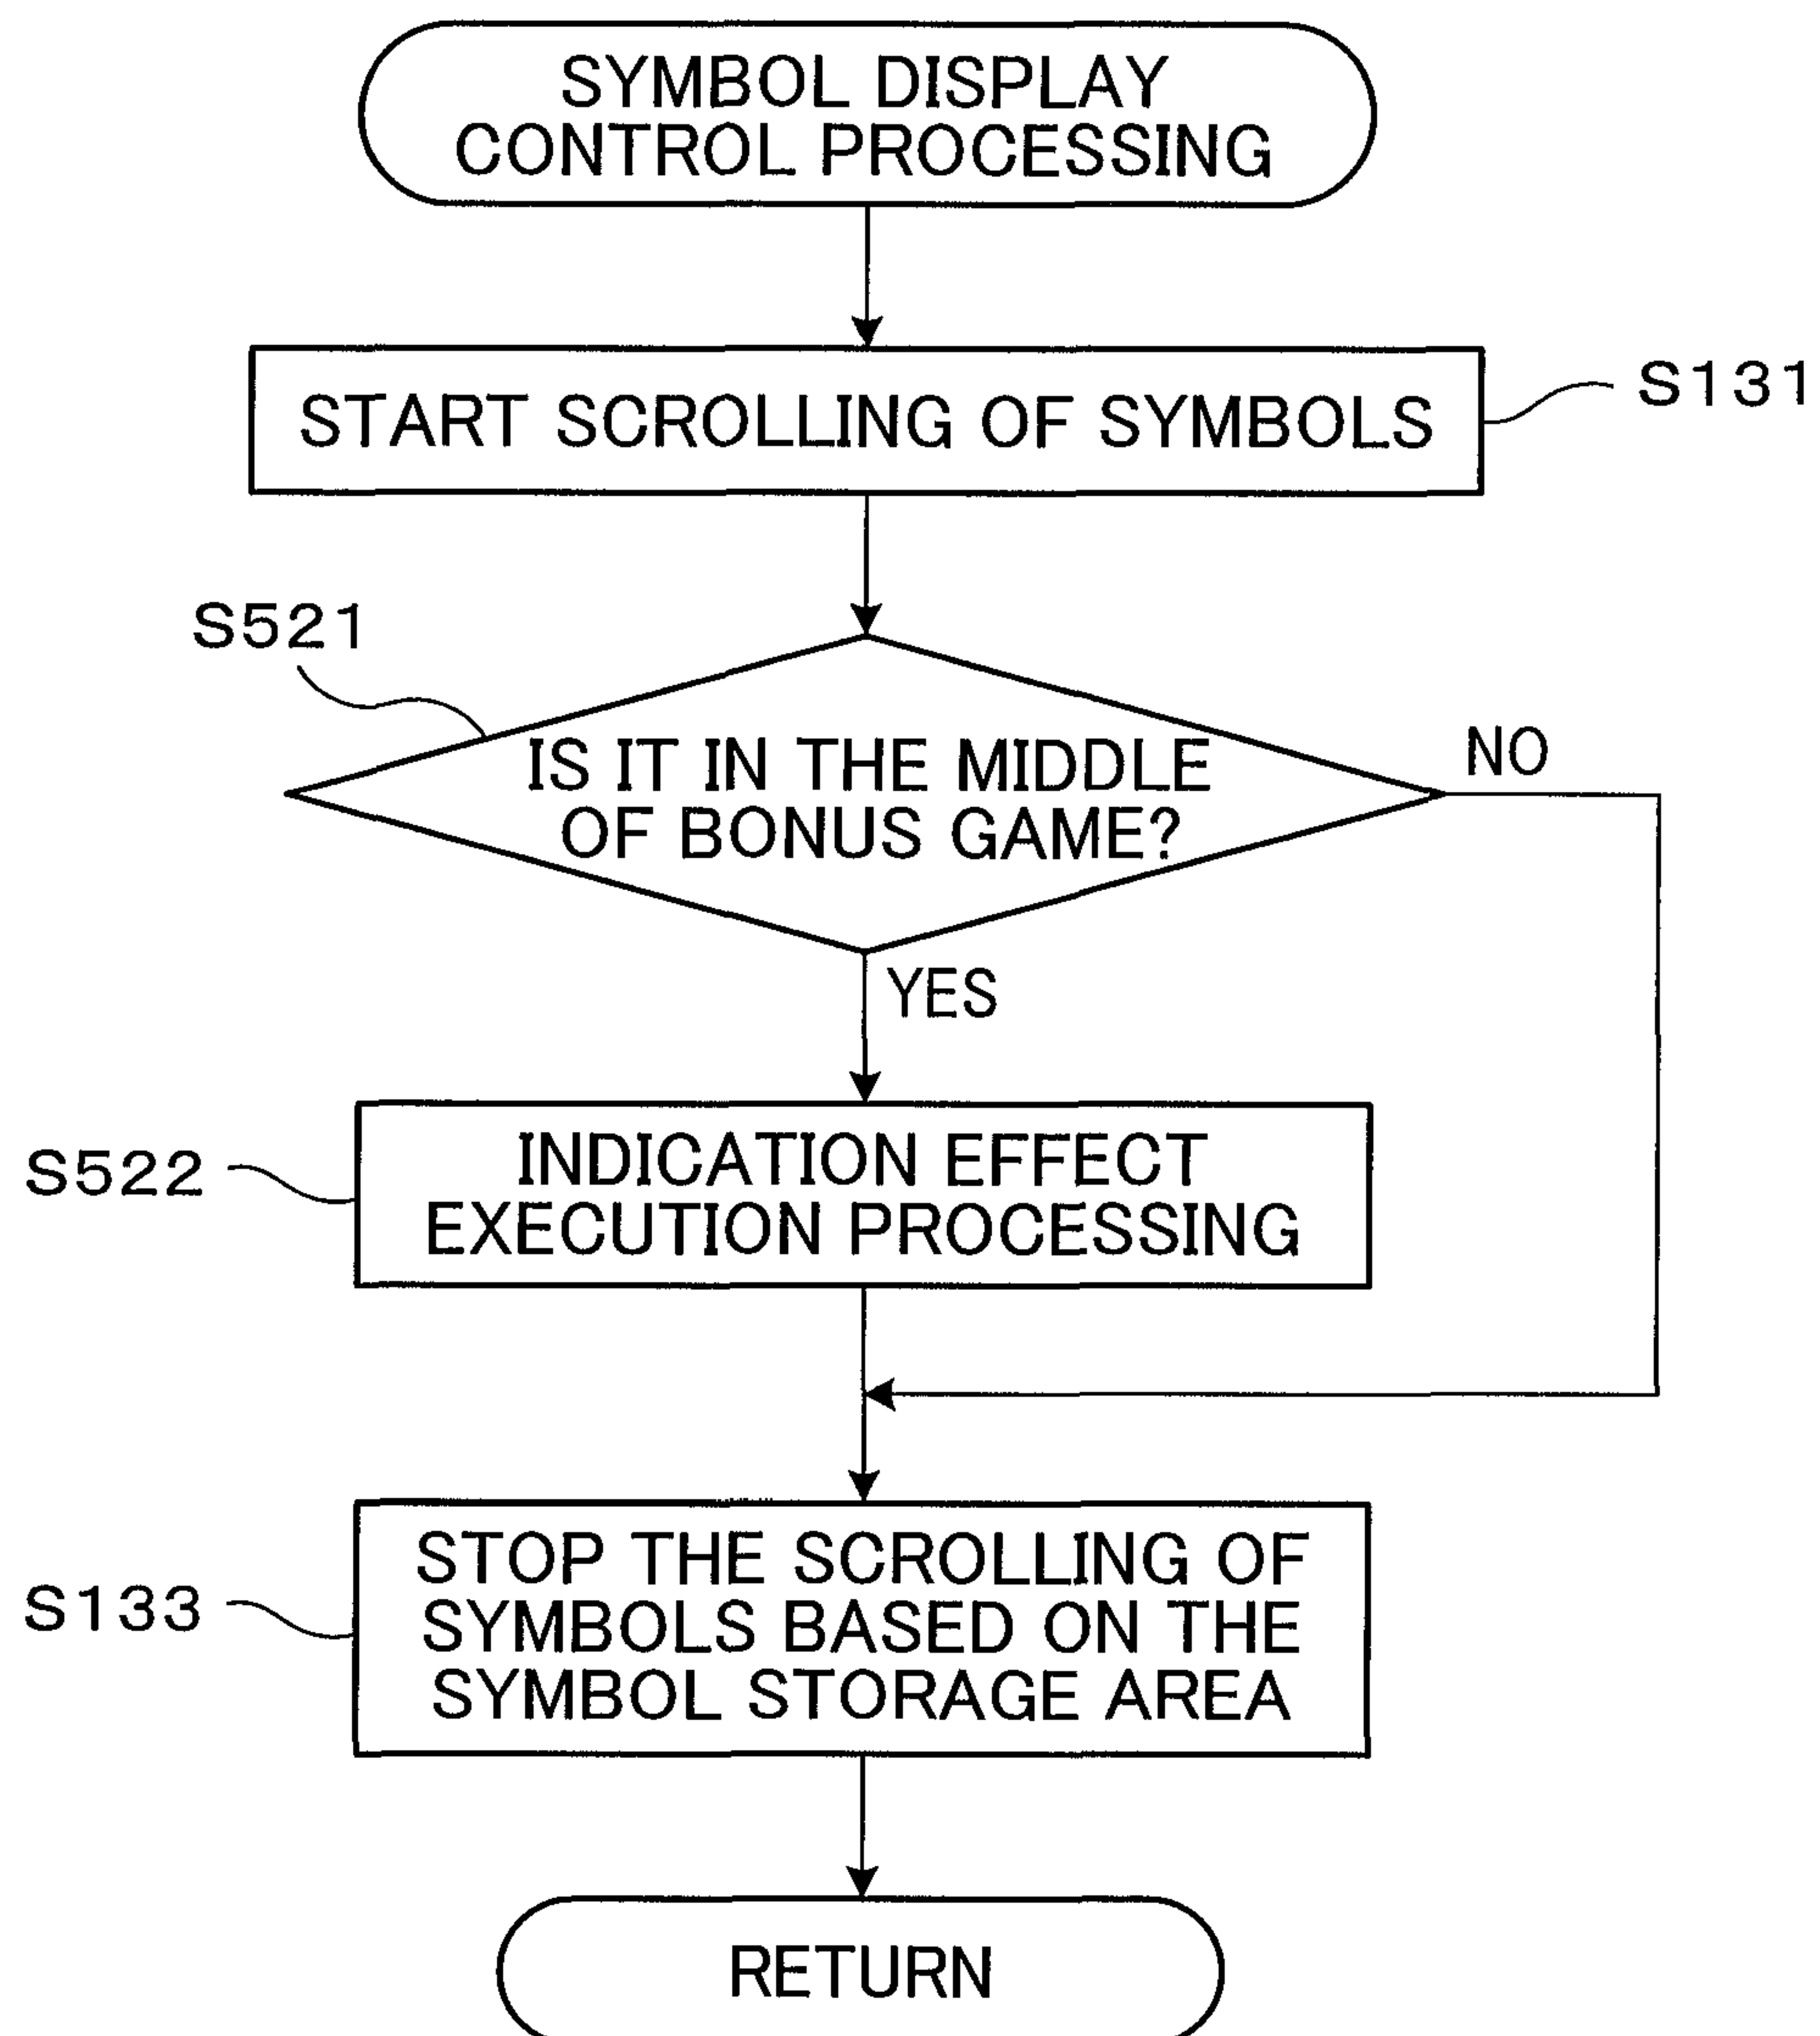 SYMBOL DISPLAY
CONTROL PROCESSING
START SCROLLING OF SYMBOLS
S131
S521
IS IT IN THE MIDDLE
OF BONUS GAME?
NO
YES
S522
INDICATION EFFECT
EXECUTION PROCESSING
S133
STOP THE SCROLLING OF
SYMBOLS BASED ON THE
SYMBOL STORAGE AREA
RETURN